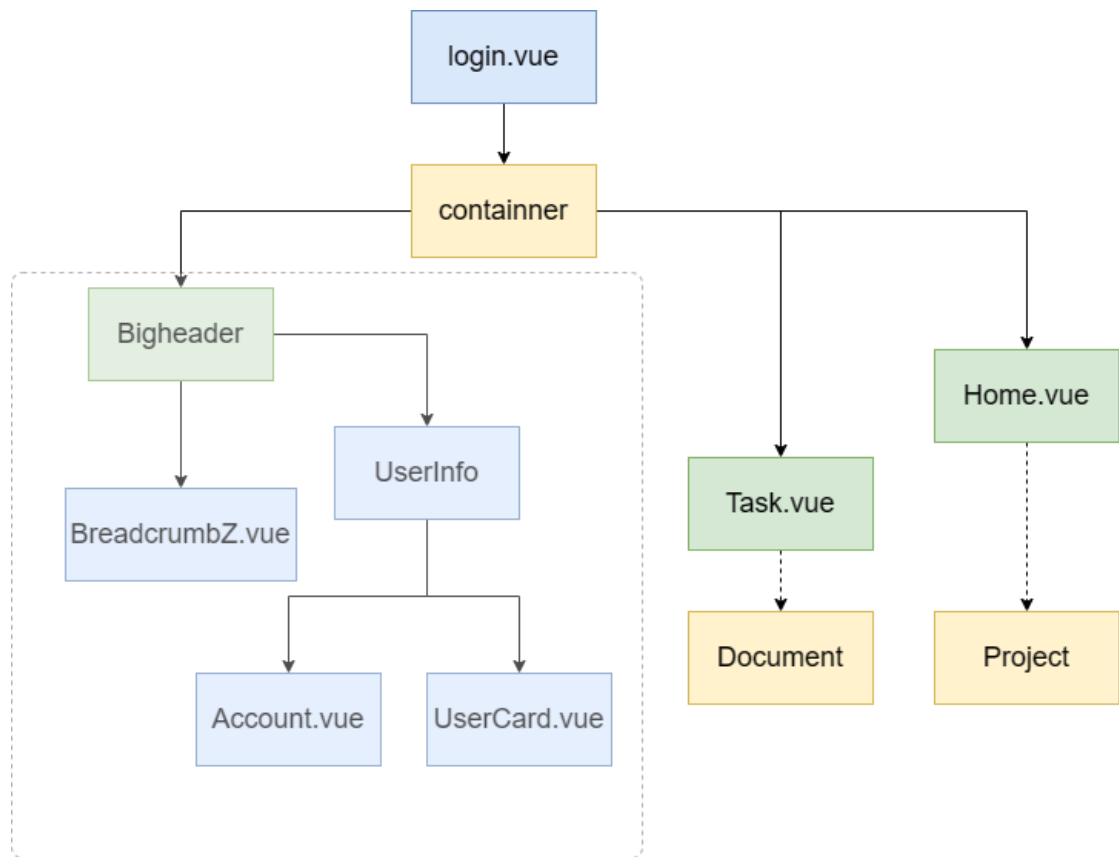 login.vue
containner
Bigheader
Home.vue
UserInfo
Task.vue
BreadcrumbZ.vue
Document
Project
Account.vue
UserCard.vue